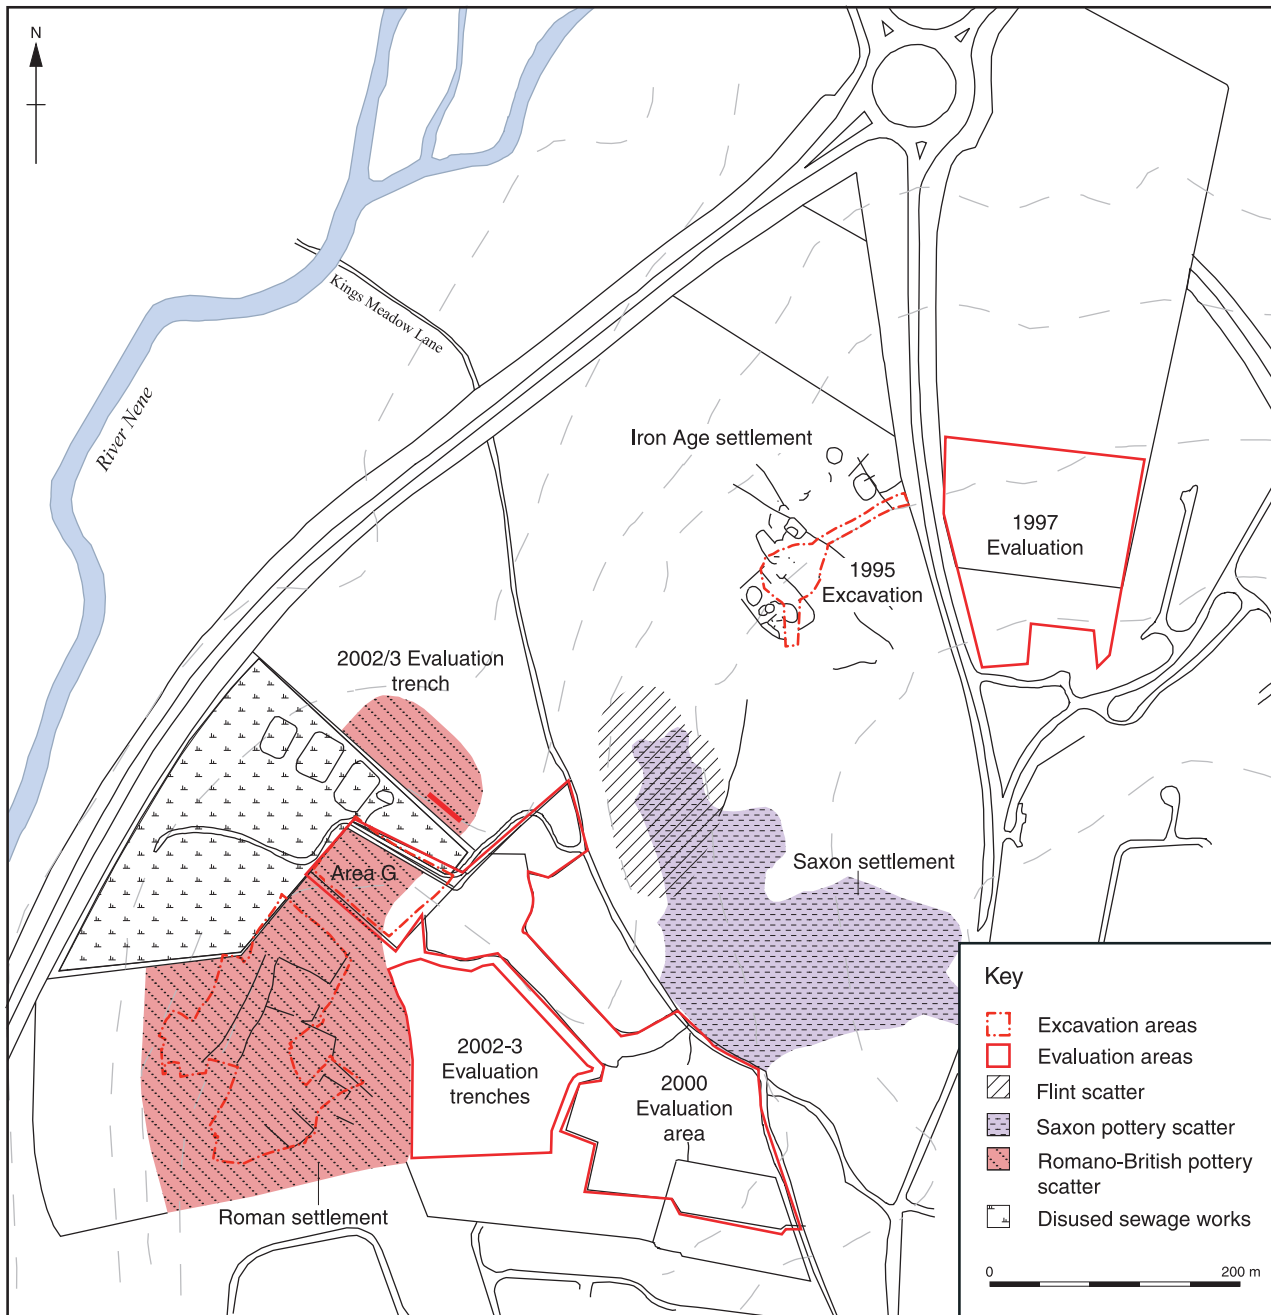 N
Kings Meadow Lane
River Nene
Iron Age settlement
1997
Evaluation
1995
Excavation
2002/3 Evaluation
trench
Area G
Saxon settlement
2002-3
Evaluation
trenches
2000
Evaluation
area
Roman settlement
Key
Excavation areas
Evaluation areas
Flint scatter
Saxon pottery scatter
Romano-British pottery
scatter
Disused sewage works
0
200 m